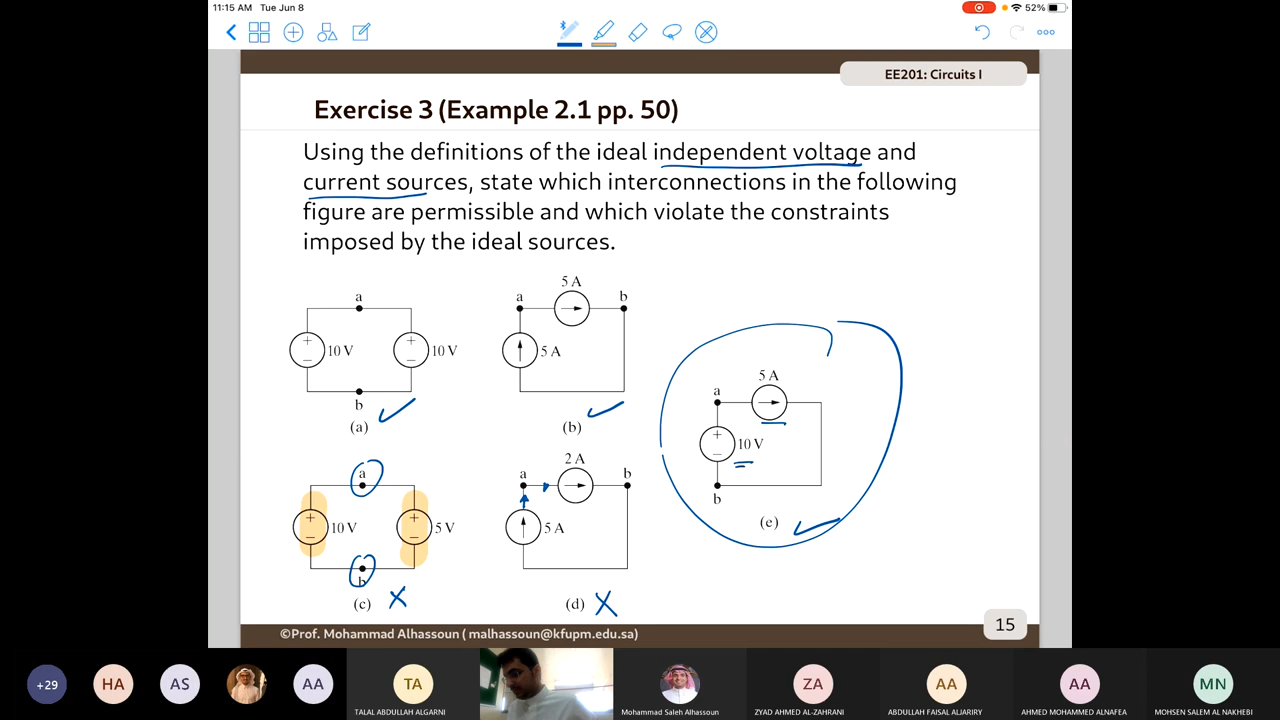 11:15 AM Tue Jun 8
52%
EE201: Circuits I
Exercise 3 (Example 2.1 pp. 50)
Using the definitions of the ideal independent voltage and
current sources, state which interconnections in the following
figure are permissible and which violate the constraints
imposed by the ideal sources.
a
+
−
10 V
+
−
10 V
b
(a)
5 A
a
b
5 A
(b)
5 A
a
+
−
10 V
b
(e)
a
+
−
10 V
+
−
5 V
b
(c)
X
2 A
a
b
5 A
(d)
X
15
©Prof. Mohammad Alhassoun ( malhassoun@kfupm.edu.sa)
+29
HA
AS
AA
TA
TALAL ABDULLAH ALGARNI
Mohammad Saleh Alhassoun
ZA
ZYAD AHMED AL-ZAHRANI
AA
ABDULLAH FAISAL ALJARIRY
AA
AHMED MOHAMMED ALNAFEA
MN
MOHSEN SALEM AL NAKHEBI